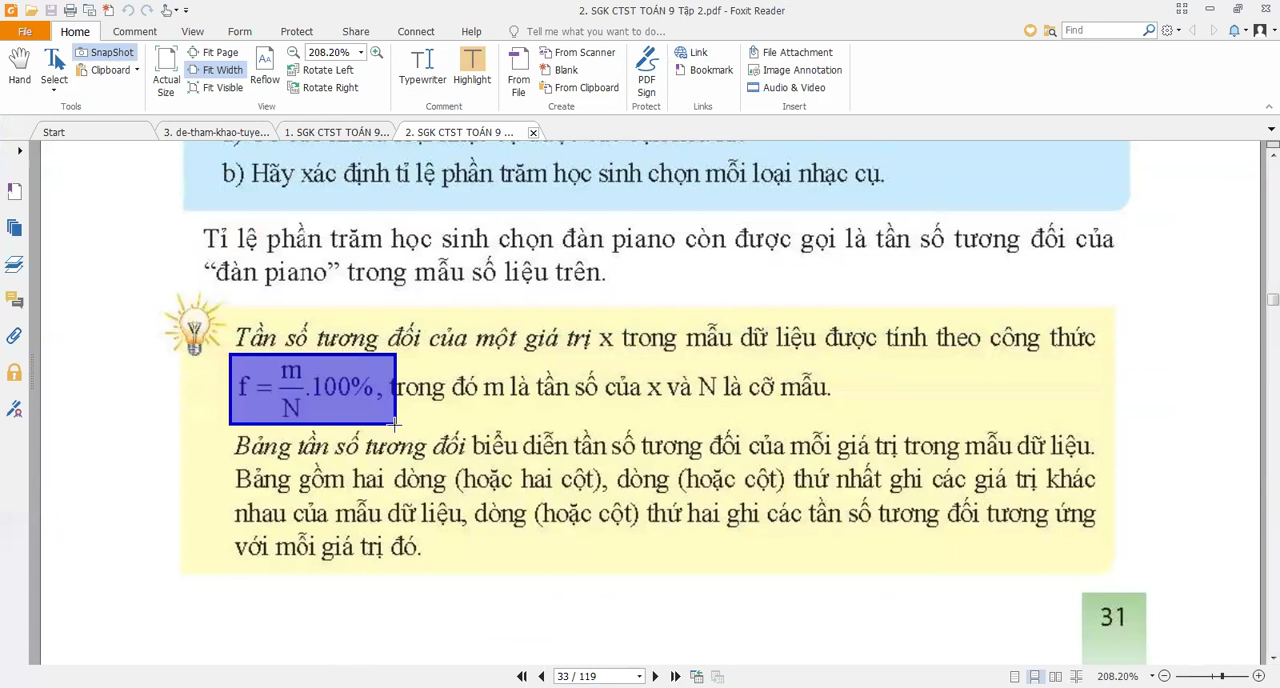 2. SGK CTST TOÁN 9 Tập 2.pdf - Foxit Reader
File Home Comment View Form Protect Share Connect Help Tell me what you want to do... Find
Hand Select SnapShot Clipboard Actual Size Fit Page Fit Width Fit Visible Reflow 208.20% Rotate Left Rotate Right Typewriter Highlight From File From Scanner Blank From Clipboard PDF Sign Link Bookmark File Attachment Image Annotation Audio & Video
Tools View Comment Create Protect Links Insert
Start 3. de-tham-khao-tuye... 1. SGK CTST TOÁN 9... 2. SGK CTST TOÁN 9 ...
b) Hãy xác định tỉ lệ phần trăm học sinh chọn mỗi loại nhạc cụ.
Tỉ lệ phần trăm học sinh chọn đàn piano còn được gọi là tần số tương đối của
“đàn piano” trong mẫu số liệu trên.
Tần số tương đối của một giá trị x trong mẫu dữ liệu được tính theo công thức
f = m/N .100%, trong đó m là tần số của x và N là cỡ mẫu.
Bảng tần số tương đối biểu diễn tần số tương đối của mỗi giá trị trong mẫu dữ liệu.
Bảng gồm hai dòng (hoặc hai cột), dòng (hoặc cột) thứ nhất ghi các giá trị khác
nhau của mẫu dữ liệu, dòng (hoặc cột) thứ hai ghi các tần số tương đối tương ứng
với mỗi giá trị đó.
31
33 / 119 208.20%